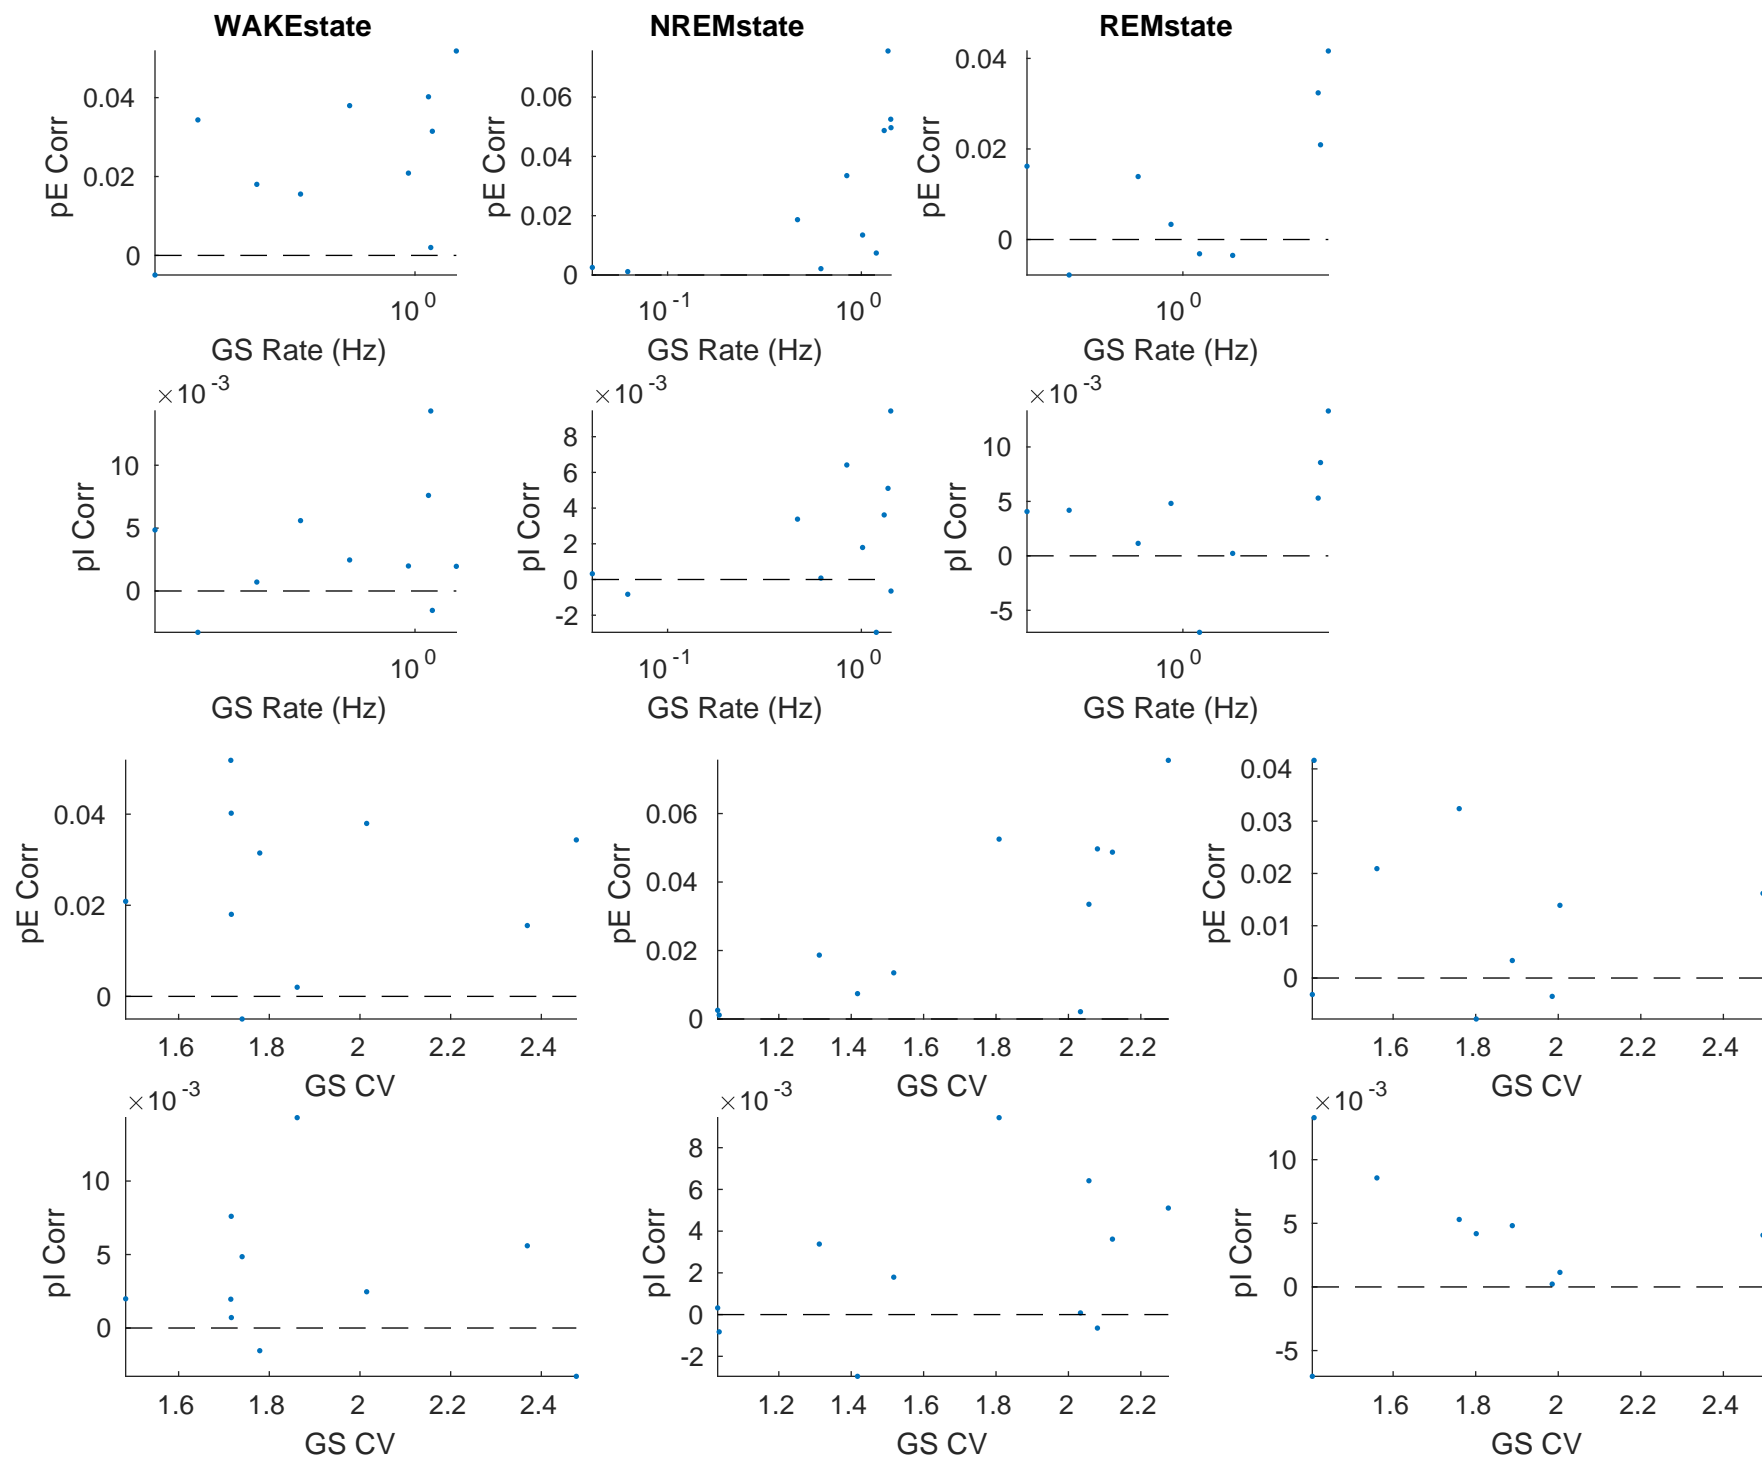 WAKEstate NREMstate REMstate
pE Corr
0.04
0.02
0
10^0
GS Rate (Hz)
pE Corr
0.06
0.04
0.02
0
10^-1 10^0
GS Rate (Hz)
pE Corr
0.04
0.02
0
10^0
GS Rate (Hz)
×10^-3
pI Corr
10
5
0
10^0
GS Rate (Hz)
×10^-3
pI Corr
8
6
4
2
0
-2
10^-1 10^0
GS Rate (Hz)
×10^-3
pI Corr
10
5
0
-5
10^0
GS Rate (Hz)
pE Corr
0.04
0.02
0
1.6 1.8 2 2.2 2.4
GS CV
pE Corr
0.06
0.04
0.02
0
1.2 1.4 1.6 1.8 2 2.2
GS CV
pE Corr
0.04
0.03
0.02
0.01
0
1.6 1.8 2 2.2 2.4
GS CV
×10^-3
pI Corr
10
5
0
1.6 1.8 2 2.2 2.4
GS CV
×10^-3
pI Corr
8
6
4
2
0
-2
1.2 1.4 1.6 1.8 2 2.2
GS CV
×10^-3
pI Corr
10
5
0
-5
1.6 1.8 2 2.2 2.4
GS CV